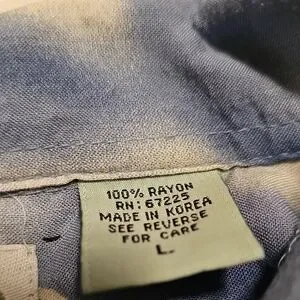 100% RAYON
RN: 67225
MADE IN KOREA
SEE REVERSE
FOR CARE
L.